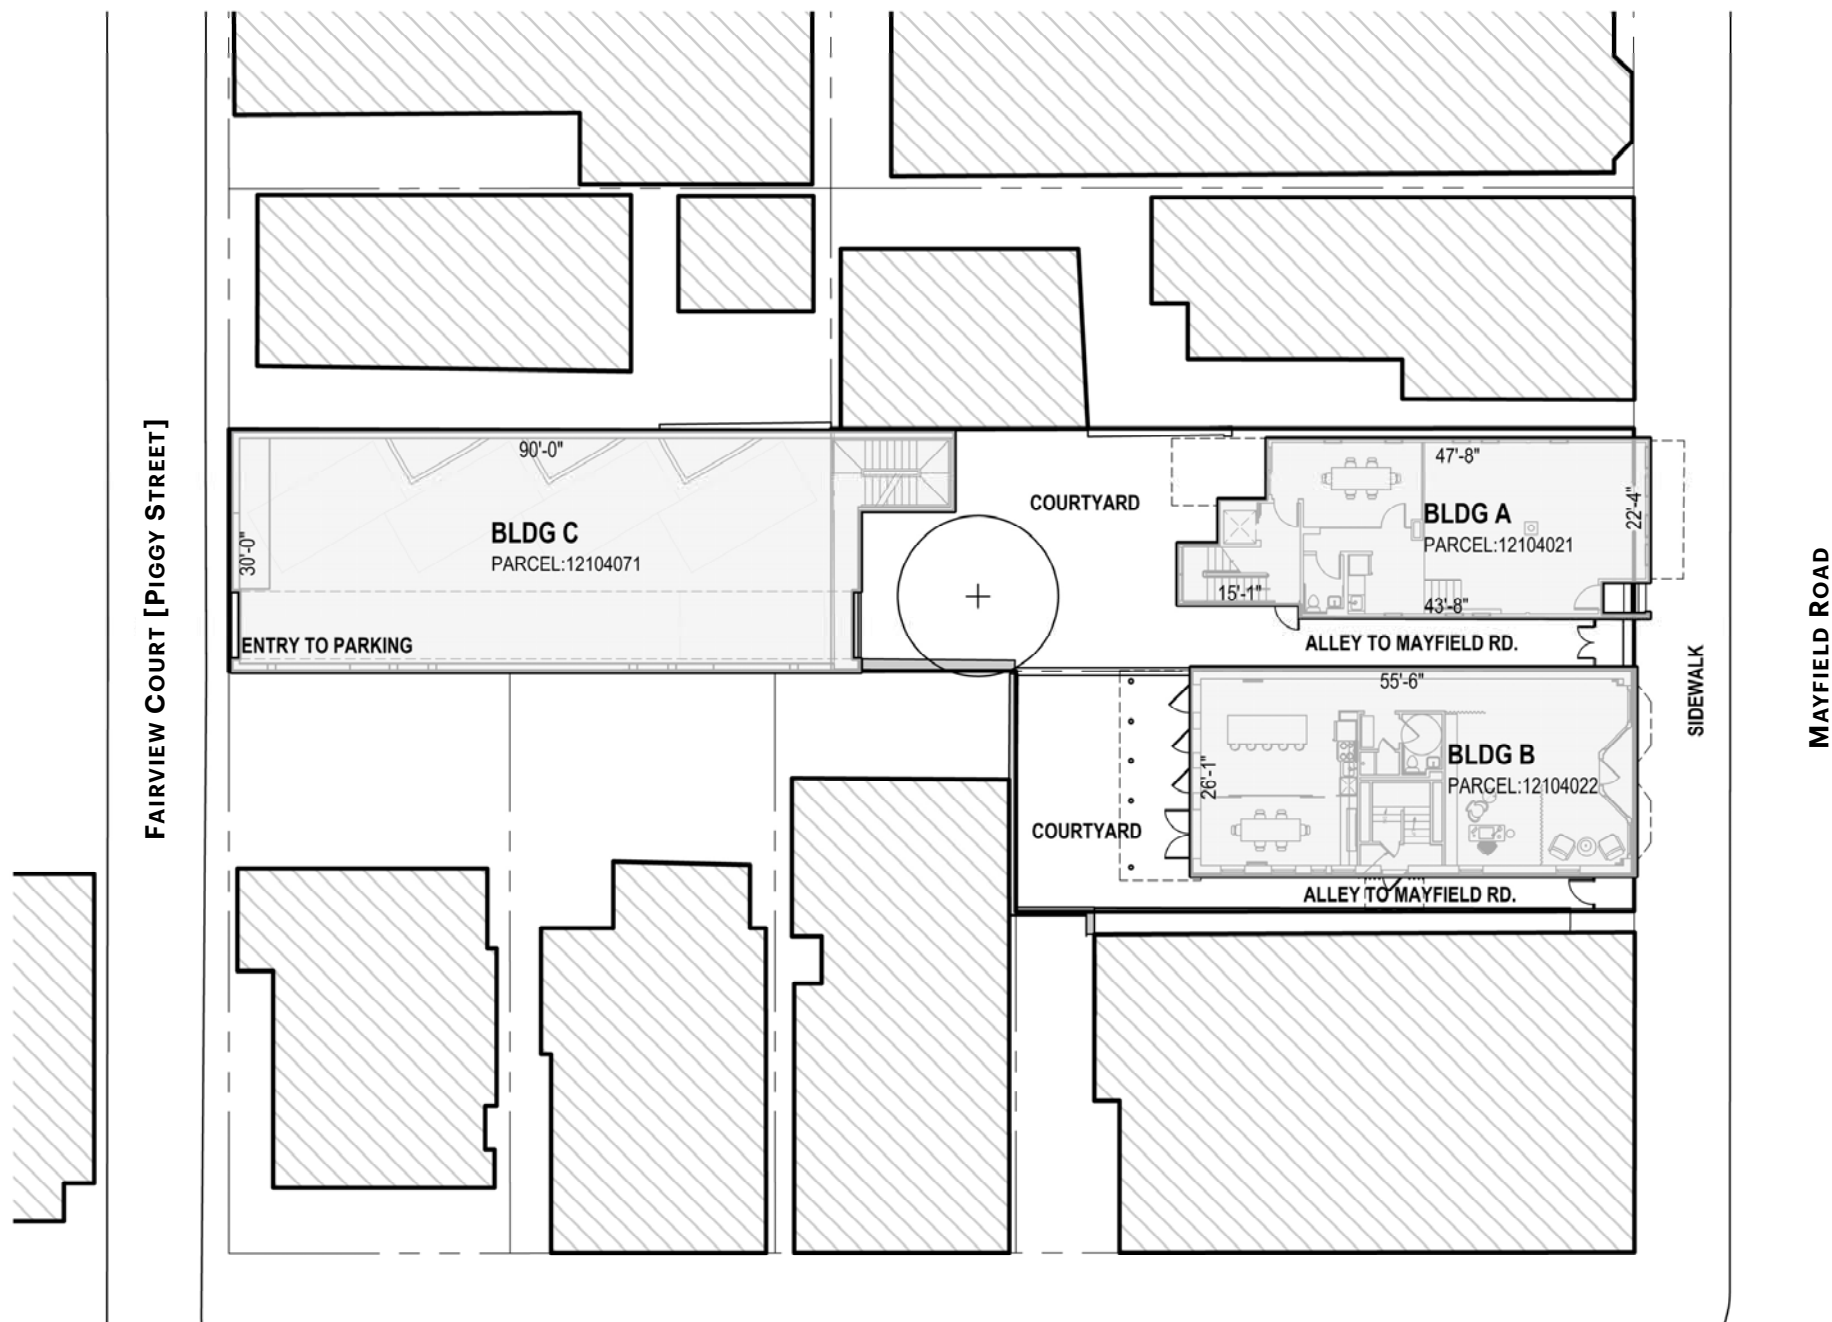 90'-0"
47'-8"
COURTYARD
22'-4"
BLDG A
PARCEL:12104021
BLDG C
PARCEL:12104071
30'-0"
15'-1"
43'-8"
ENTRY TO PARKING
ALLEY TO MAYFIELD RD.
FAIRVIEW COURT [PIGGY STREET]
SIDEWALK
MAYFIELD ROAD
55'-6"
26'-1"
BLDG B
PARCEL:12104022
COURTYARD
ALLEY TO MAYFIELD RD.